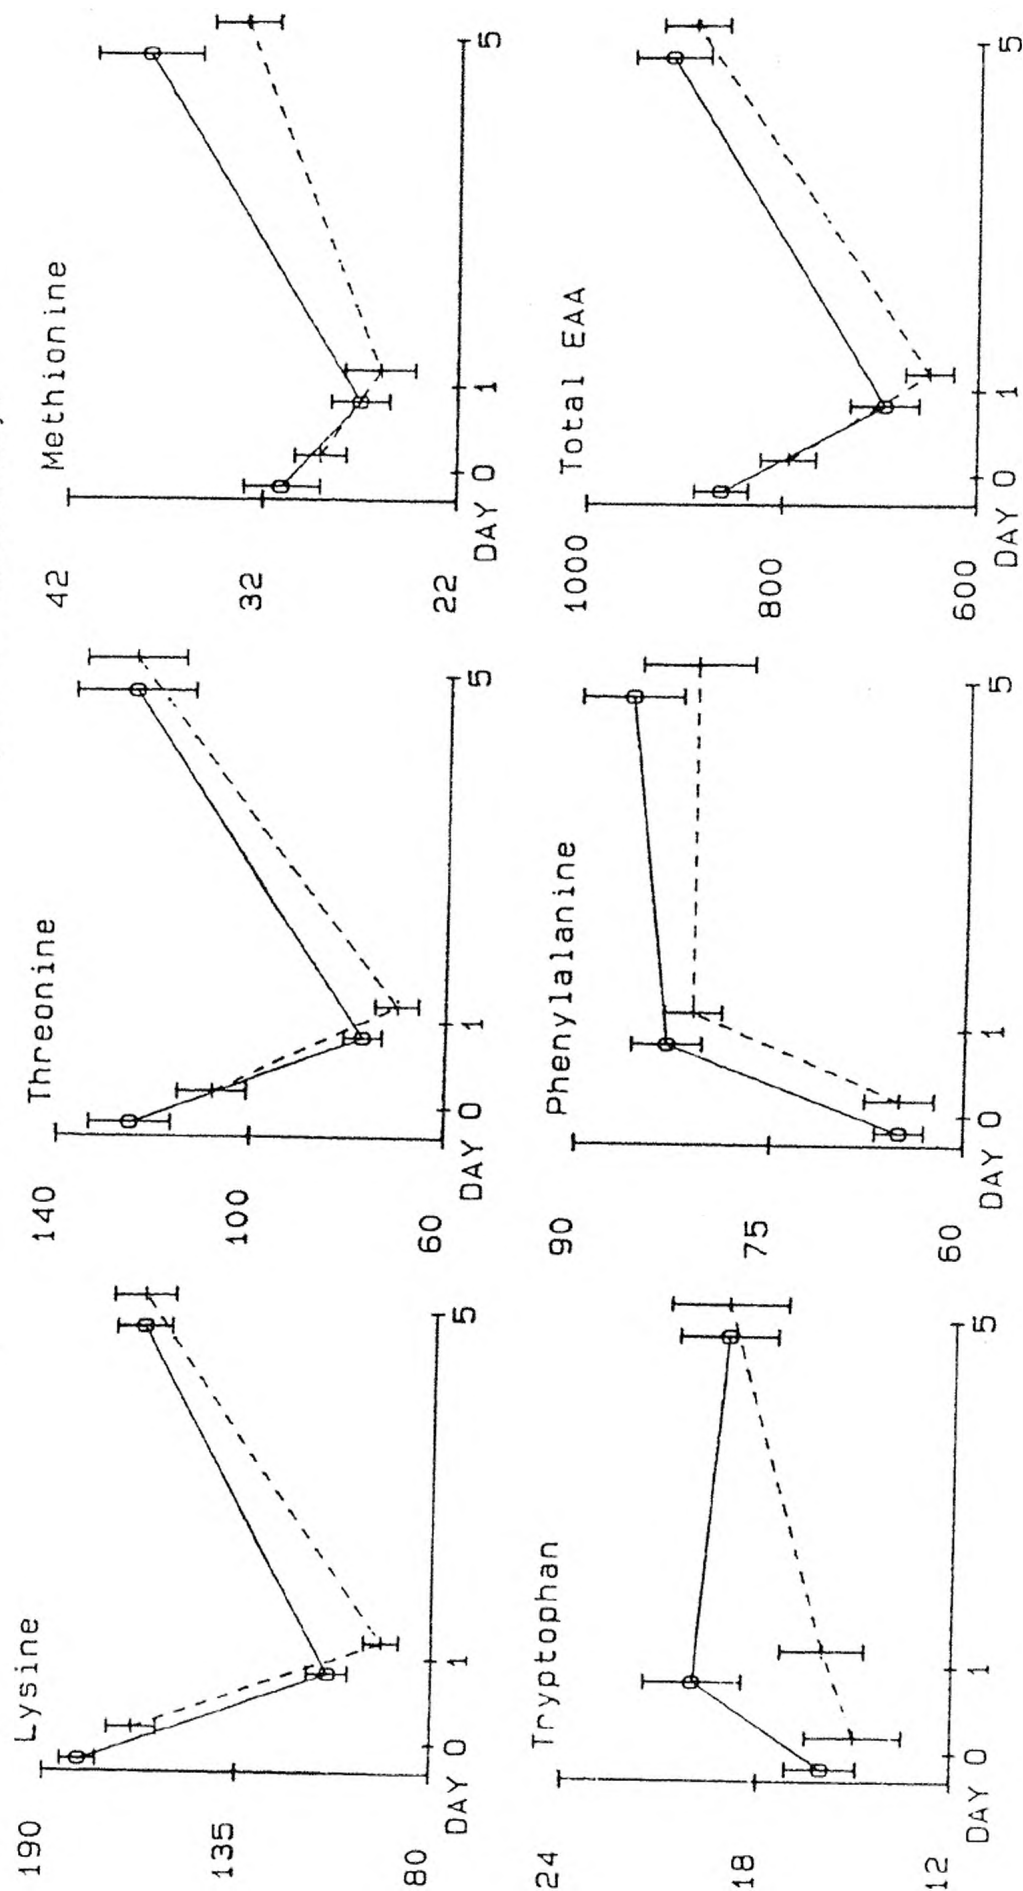 Lysine
190
135
80
DAY 0 1 5
Threonine
140
100
60
DAY 0 1 5
Methionine
42
32
22
DAY 0 1 5
Tryptophan
24
18
12
DAY 0 1 5
Phenylalanine
90
75
60
DAY 0 1 5
Total EAA
1000
800
600
DAY 0 1 5